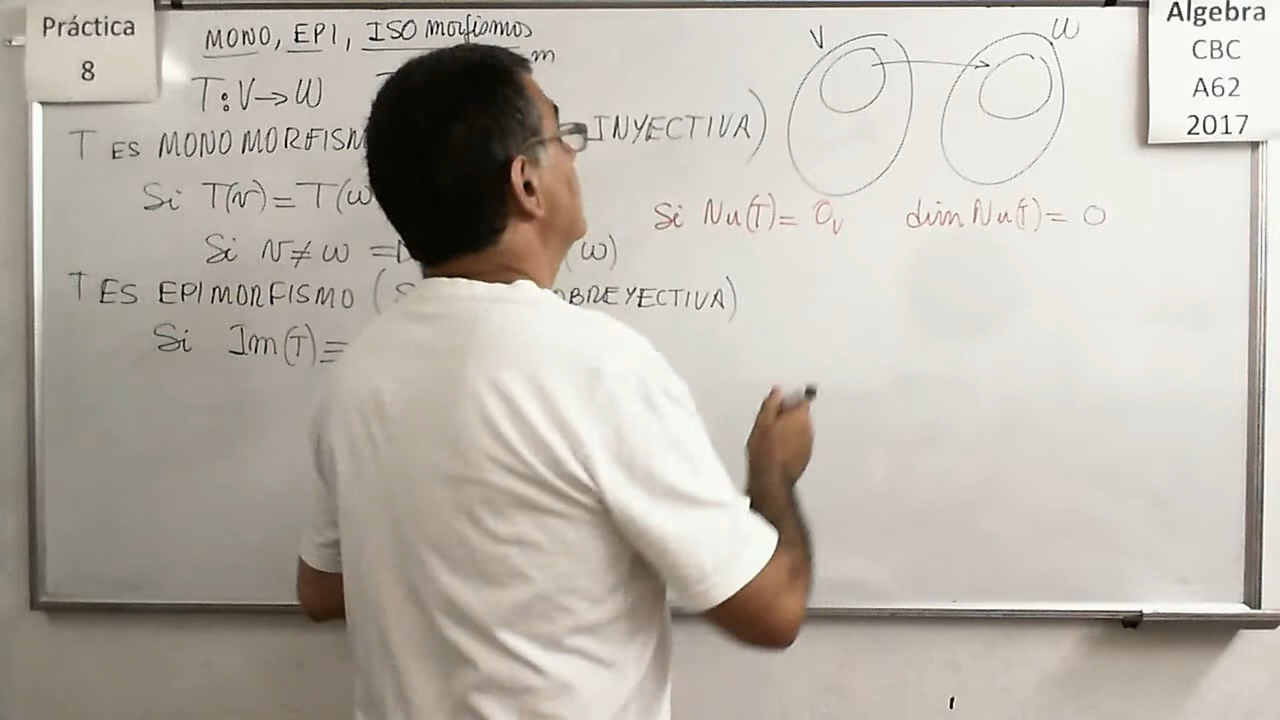 Práctica
8
MONO, EPI, ISO morfismos
m
T:V→W
T ES MONOMORFISM INYECTIVA)
Si T(v)=T(w
Si v≠w ⇒ (w)
T ES EPIMORFISMO (S OBREYECTIVA)
Si Im(T)=
V
W
Si Nu(T)= 0v dim Nu(T)= 0
Algebra
CBC
A62
2017